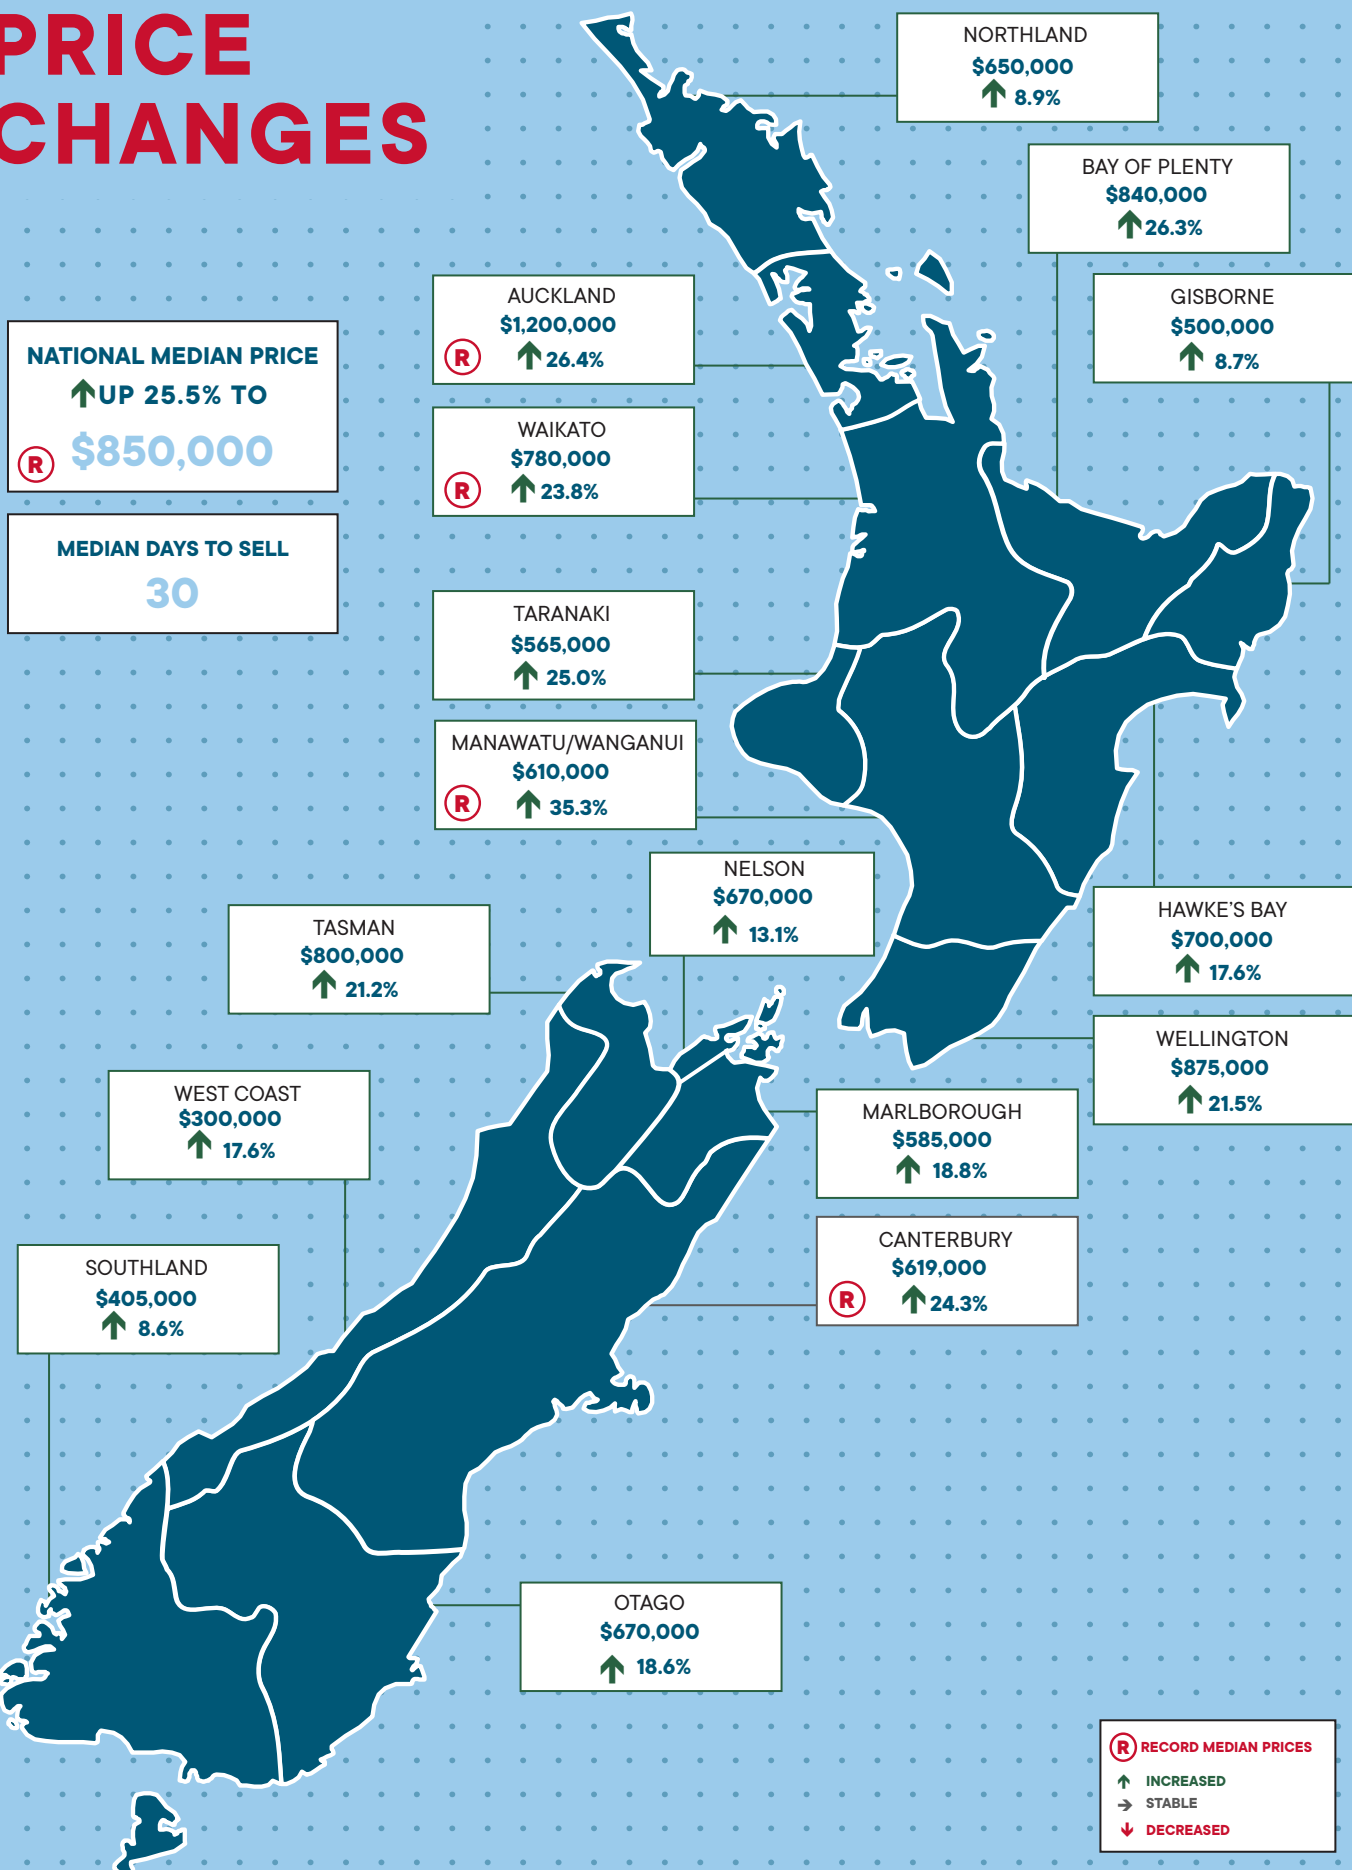 PRICE
CHANGES
NORTHLAND
$650,000
8.9%
BAY OF PLENTY
$840,000
26.3%
GISBORNE
$500,000
8.7%
AUCKLAND
$1,200,000
R 26.4%
NATIONAL MEDIAN PRICE
UP 25.5% TO
R $850,000
WAIKATO
$780,000
R 23.8%
MEDIAN DAYS TO SELL
30
TARANAKI
$565,000
25.0%
MANAWATU/WANGANUI
$610,000
R 35.3%
NELSON
$670,000
13.1%
TASMAN
$800,000
21.2%
HAWKE'S BAY
$700,000
17.6%
WELLINGTON
$875,000
21.5%
WEST COAST
$300,000
17.6%
MARLBOROUGH
$585,000
18.8%
CANTERBURY
$619,000
R 24.3%
SOUTHLAND
$405,000
8.6%
OTAGO
$670,000
18.6%
R RECORD MEDIAN PRICES
INCREASED
STABLE
DECREASED